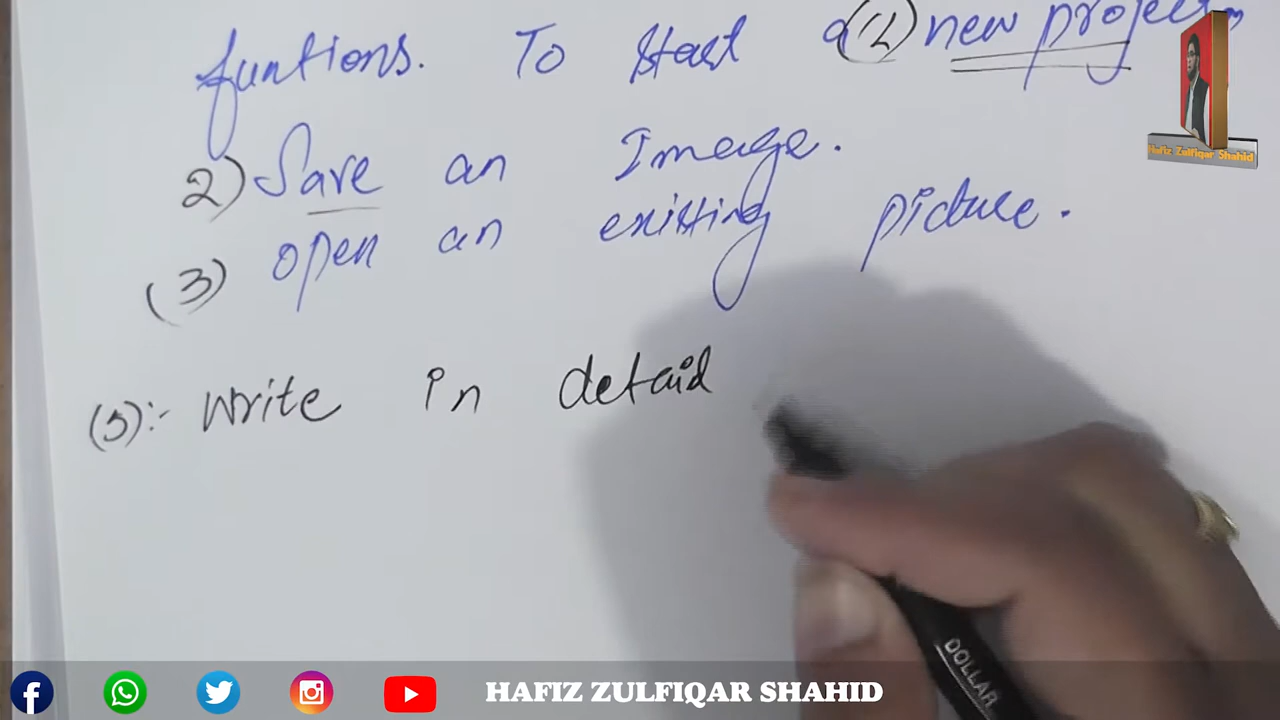 funtions. To start a (1) new project,
2) Save an Image.
(3) open an existing picture.
(5):- Write in detail
DOLLAR
Hafiz Zulfiqar Shahid
HAFIZ ZULFIQAR SHAHID